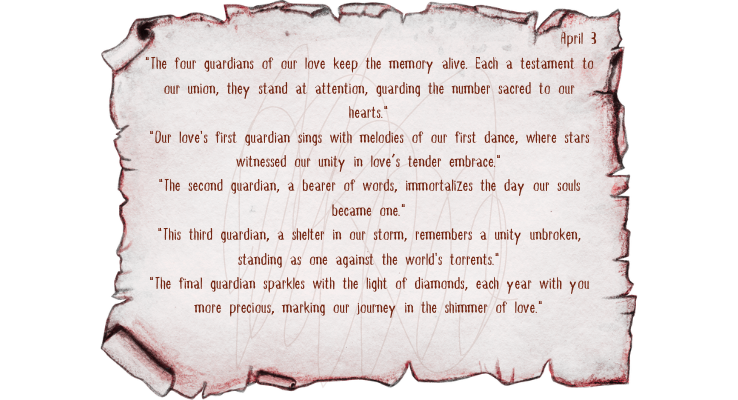 April 3
"The four guardians of our love keep the memory alive. Each a testament to
our union, they stand at attention, guarding the number sacred to our
hearts."
"Our love's first guardian sings with melodies of our first dance, where stars
witnessed our unity in love's tender embrace."
"The second guardian, a bearer of words, immortalizes the day our souls
became one."
"This third guardian, a shelter in our storm, remembers a unity unbroken,
standing as one against the world's torrents."
"The final guardian sparkles with the light of diamonds, each year with you
more precious, marking our journey in the shimmer of love."